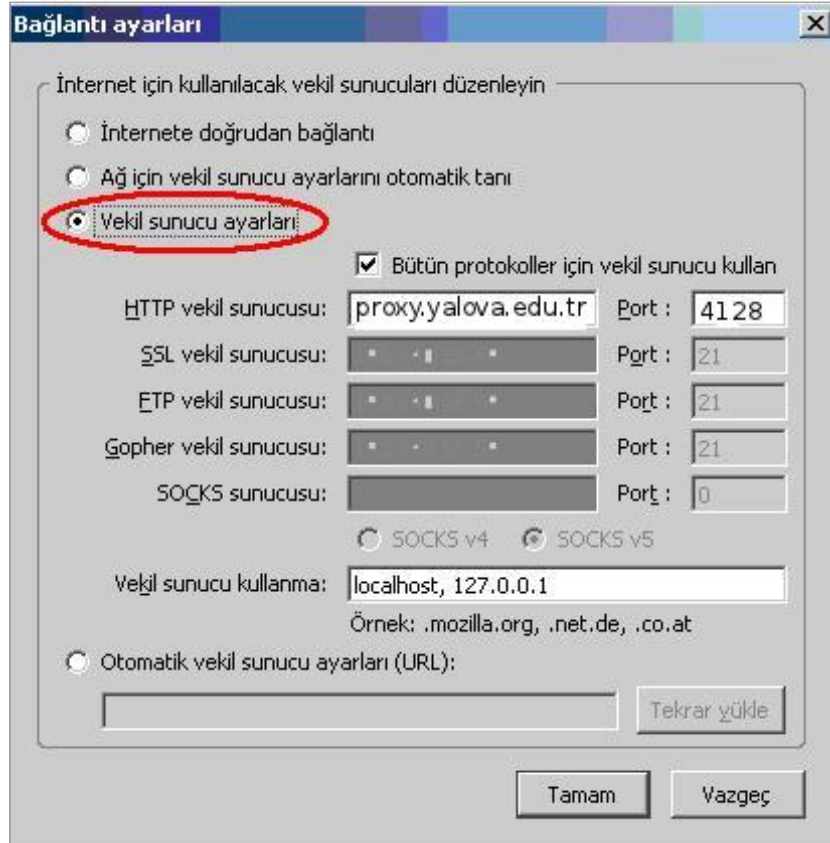 Bağlantı ayarları
İnternet için kullanılacak vekil sunucuları düzenleyin
İnternete doğrudan bağlantı
Ağ için vekil sunucu ayarlarını otomatik tanı
Vekil sunucu ayarları
Bütün protokoller için vekil sunucu kullan
HTTP vekil sunucusu: proxy.yalova.edu.tr Port : 4128
SSL vekil sunucusu: Port : 21
FTP vekil sunucusu: Port : 21
Gopher vekil sunucusu: Port : 21
SOCKS sunucusu: Port : 0
SOCKS v4 SOCKS v5
Vekil sunucu kullanma: localhost, 127.0.0.1
Örnek: .mozilla.org, .net.de, .co.at
Otomatik vekil sunucu ayarları (URL):
Tekrar yükle
Tamam Vazgeç